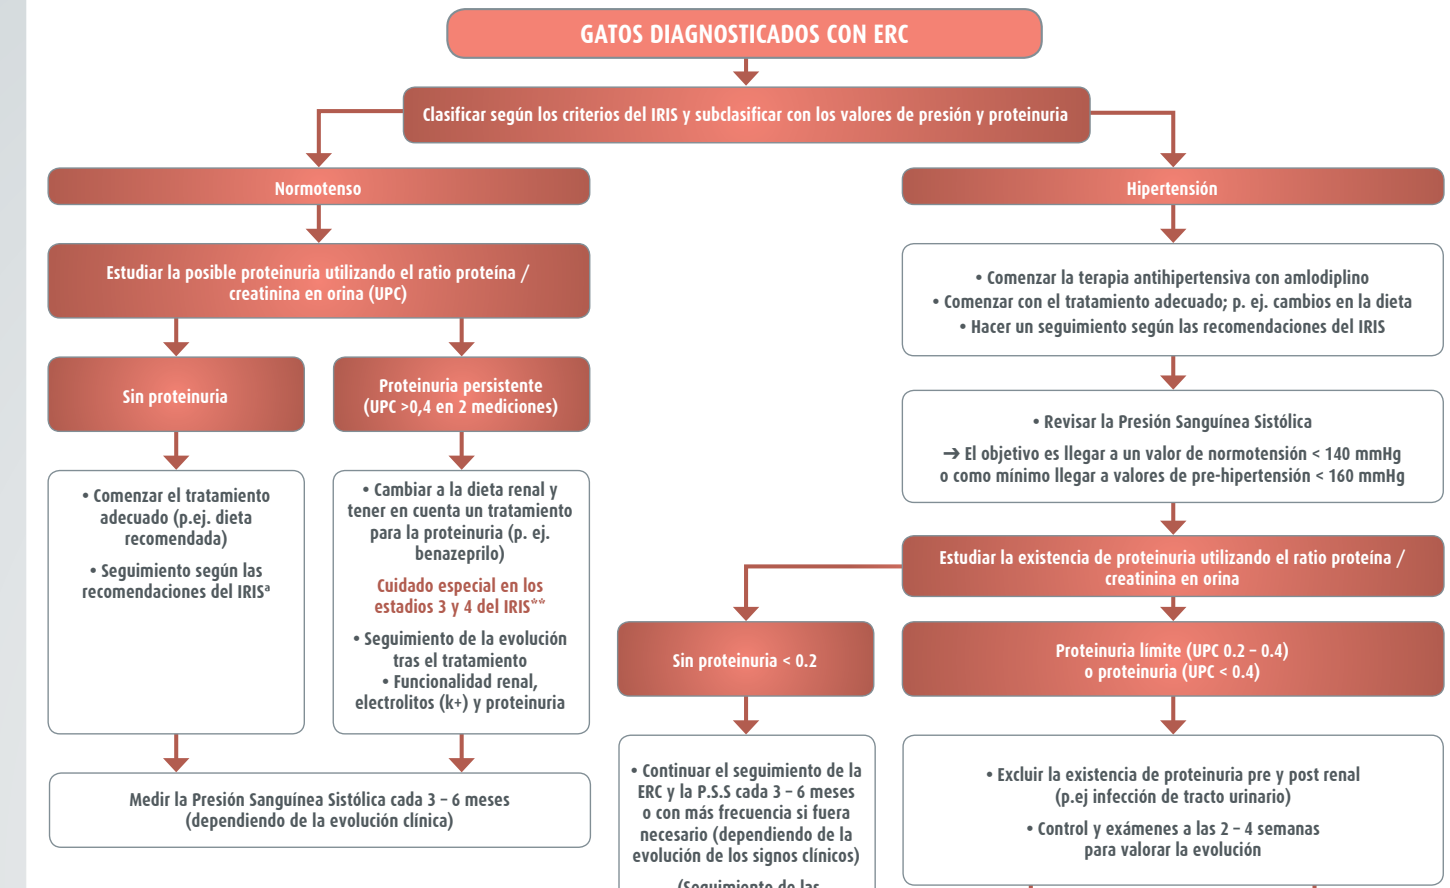 GATOS DIAGNOSTICADOS CON ERC
Clasificar según los criterios del IRIS y subclasificar con los valores de presión y proteinuria
Normotenso
Estudiar la posible proteinuria utilizando el ratio proteína /
creatinina en orina (UPC)
Sin proteinuria
Proteinuria persistente
(UPC >0,4 en 2 mediciones)
• Comenzar el tratamiento
adecuado (p.ej. dieta
recomendada)
• Seguimiento según las
recomendaciones del IRISª
• Cambiar a la dieta renal y
tener en cuenta un tratamiento
para la proteinuria (p. ej.
benazeprilo)
Cuidado especial en los
estadios 3 y 4 del IRIS**
• Seguimiento de la evolución
tras el tratamiento
• Funcionalidad renal,
electrolitos (k+) y proteinuria
Medir la Presión Sanguínea Sistólica cada 3 – 6 meses
(dependiendo de la evolución clínica)
Hipertensión
• Comenzar la terapia antihipertensiva con amlodiplino
• Comenzar con el tratamiento adecuado; p. ej. cambios en la dieta
• Hacer un seguimiento según las recomendaciones del IRIS
• Revisar la Presión Sanguínea Sistólica
➔ El objetivo es llegar a un valor de normotensión < 140 mmHg
o como mínimo llegar a valores de pre-hipertensión < 160 mmHg
Estudiar la existencia de proteinuria utilizando el ratio proteína /
creatinina en orina
Sin proteinuria < 0.2
Proteinuria límite (UPC 0.2 – 0.4)
o proteinuria (UPC < 0.4)
• Continuar el seguimiento de la
ERC y la P.S.S cada 3 – 6 meses
o con más frecuencia si fuera
necesario (dependiendo de la
evolución de los signos clínicos)
(Seguimiento de las
• Excluir la existencia de proteinuria pre y post renal
(p.ej infección de tracto urinario)
• Control y exámenes a las 2 – 4 semanas
para valorar la evolución